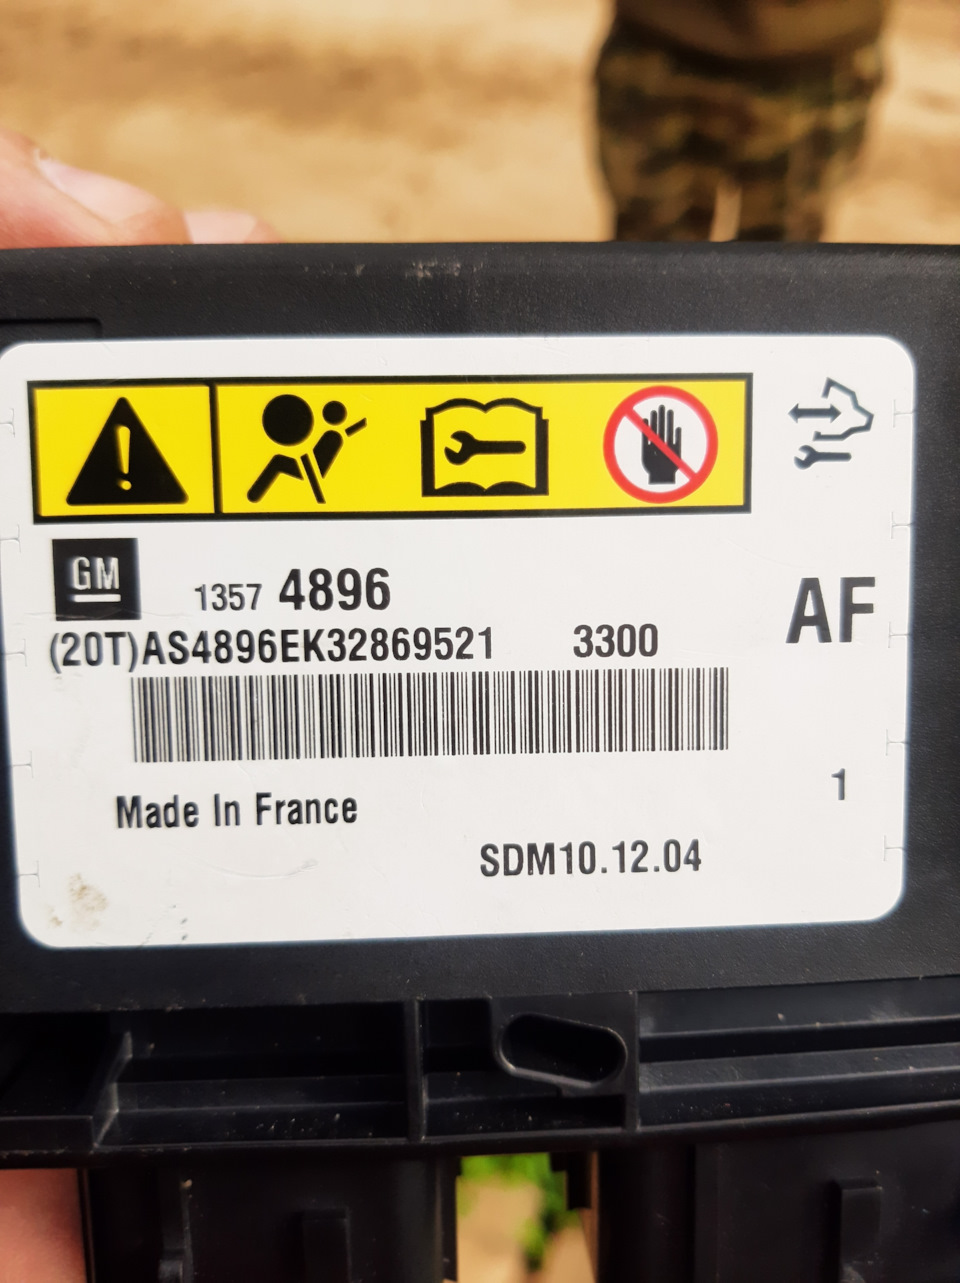 GM
1357 4896
(20T)AS4896EK32869521 3300
AF
Made In France
1
SDM10.12.04